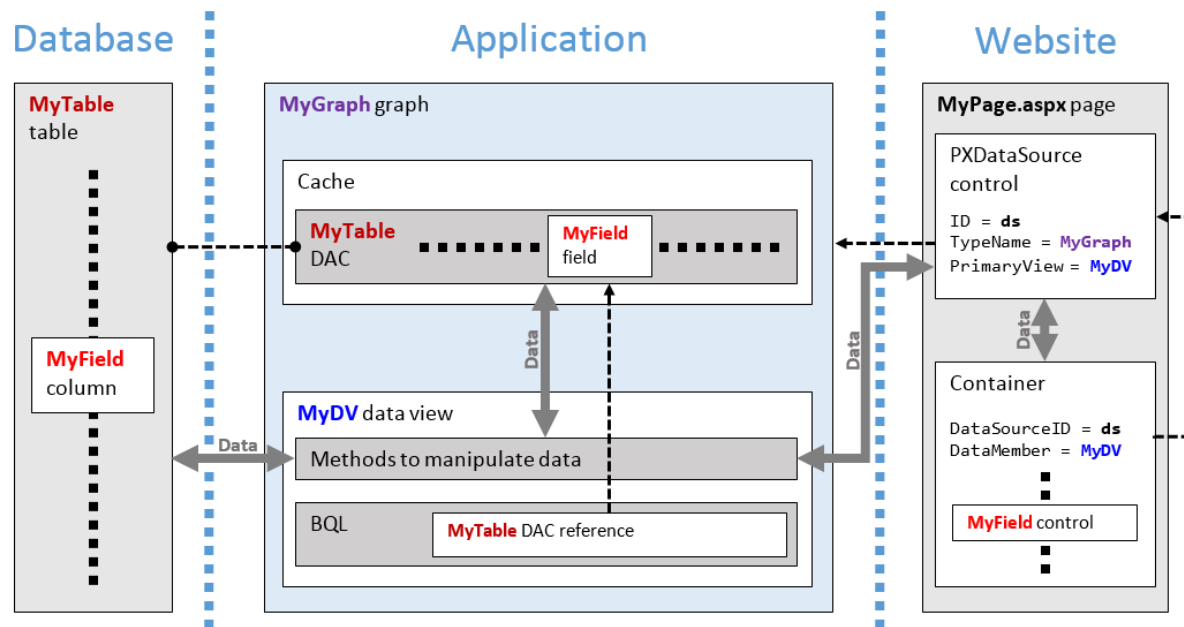 Database
Application
Website
MyTable
table
MyField
column
Data
MyGraph graph
Cache
MyTable
DAC
MyField
field
Data
MyDV data view
Methods to manipulate data
BQL
MyTable DAC reference
Data
MyPage.aspx page
PXDataSource
control
ID = ds
TypeName = MyGraph
PrimaryView = MyDV
Data
Container
DataSourceID = ds
DataMember = MyDV
MyField control